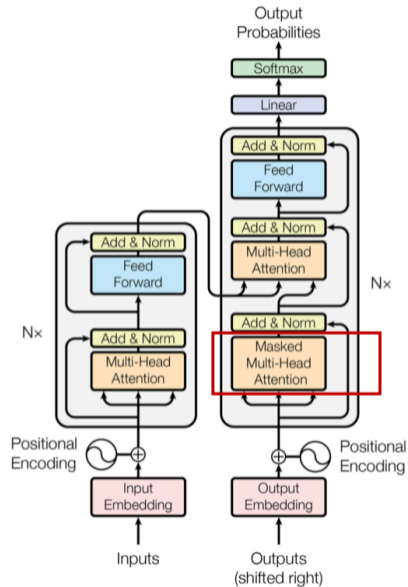 Output
Probabilities
Softmax
Linear
Add & Norm
Feed
Forward
Add & Norm
Multi-Head
Attention
N×
Add & Norm
Masked
Multi-Head
Attention
Add & Norm
Feed
Forward
N×
Add & Norm
Multi-Head
Attention
Positional
Encoding
Positional
Encoding
Input
Embedding
Output
Embedding
Inputs
Outputs
(shifted right)